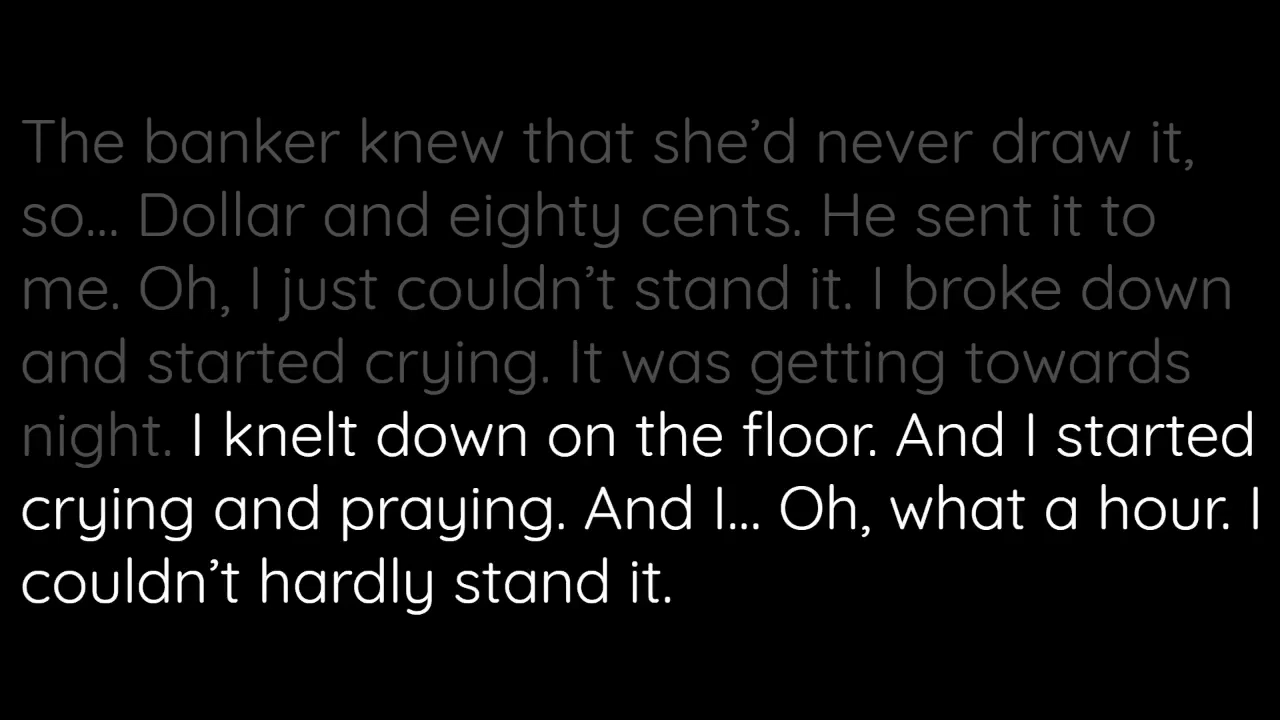 The banker knew that she’d never draw it,
so... Dollar and eighty cents. He sent it to
me. Oh, I just couldn’t stand it. I broke down
and started crying. It was getting towards
night. I knelt down on the floor. And I started
crying and praying. And I... Oh, what a hour. I
couldn’t hardly stand it.